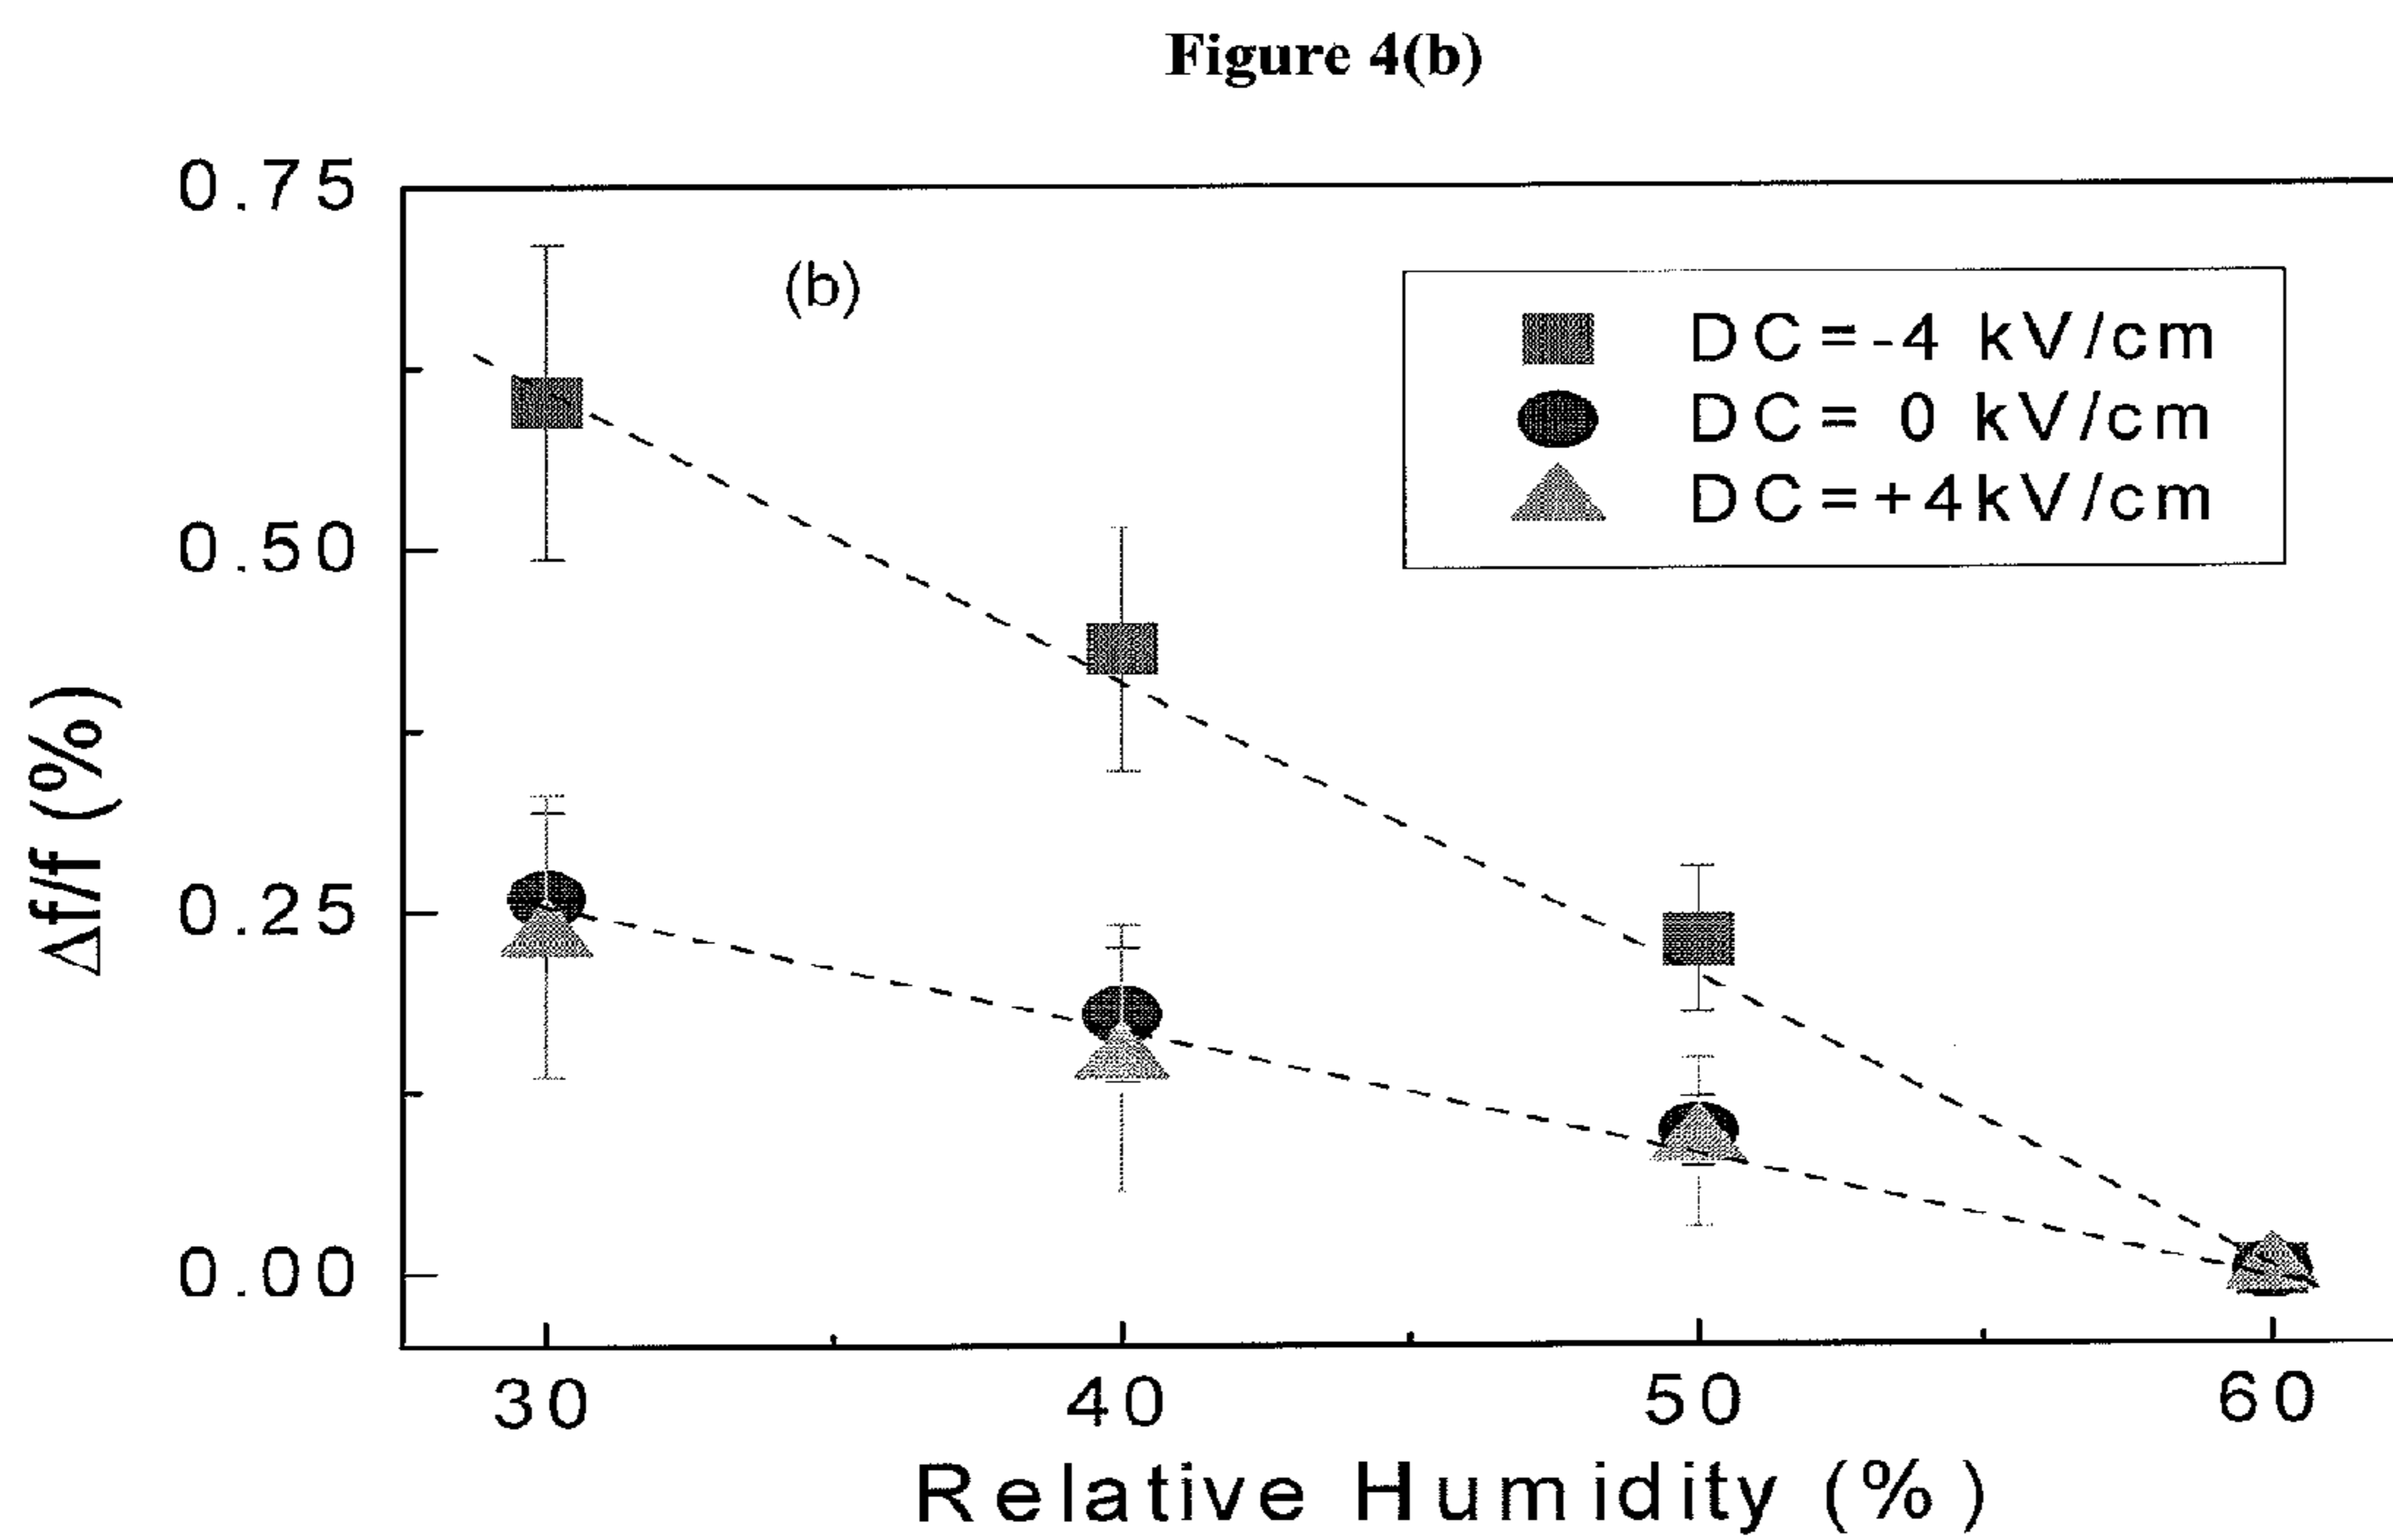 Figure 4(b)
0.75
(b)
DC=-4 kV/cm
DC= 0 kV/cm
DC=+4kV/cm
0.50
0.25
0.00
Δf/f (%)
30 40 50 60
Relative Humidity (%)